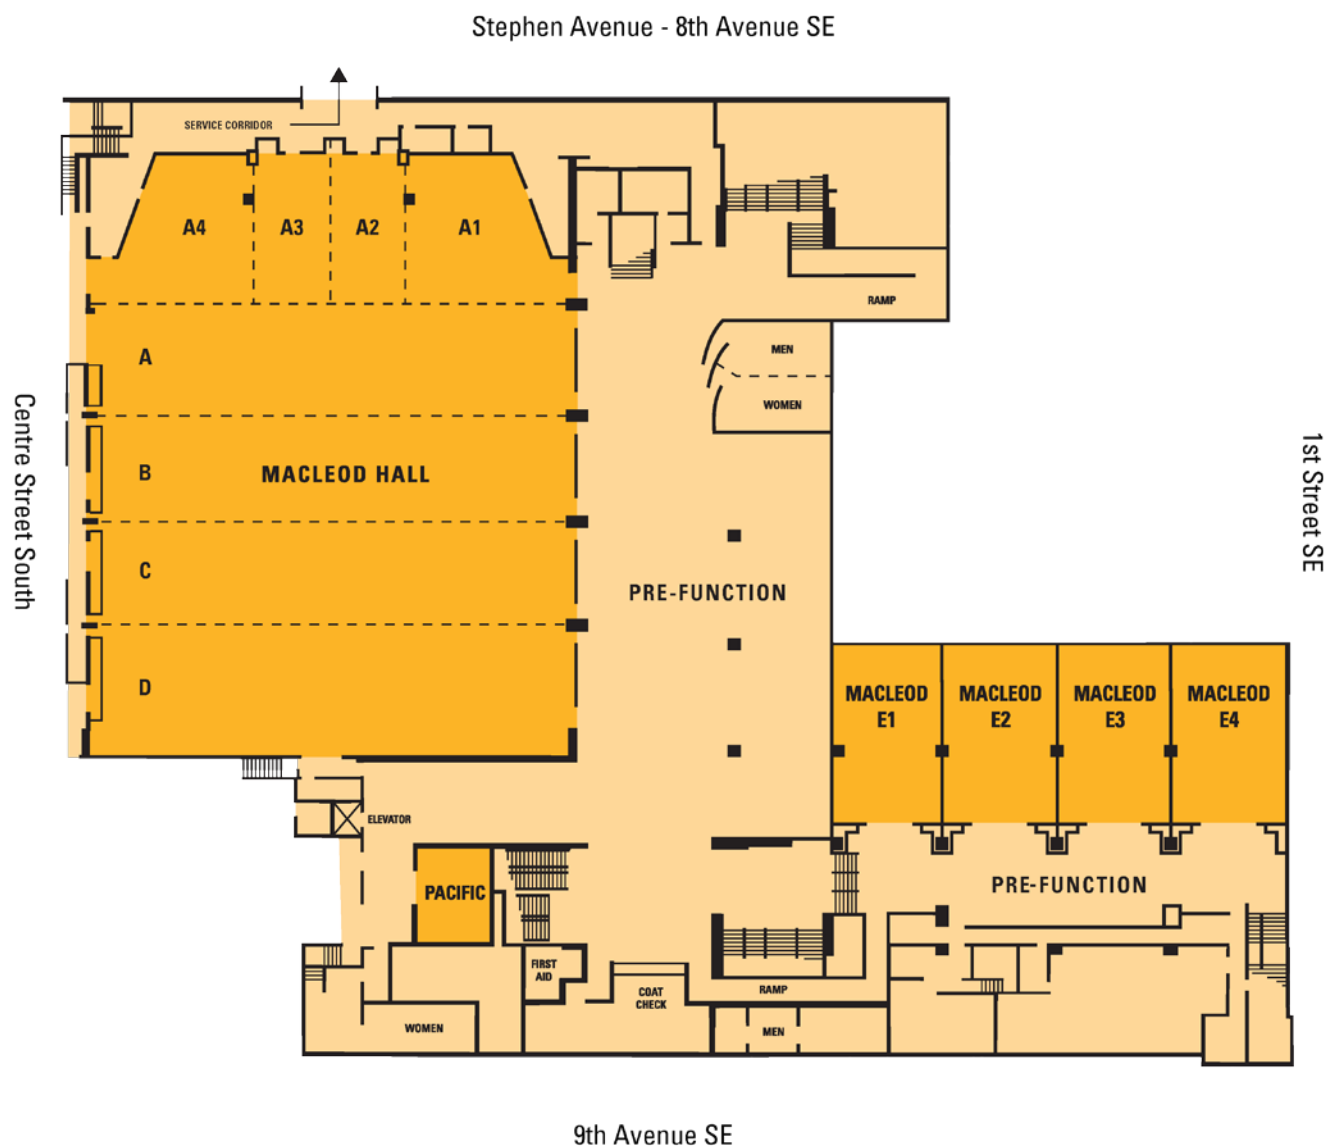 Stephen Avenue - 8th Avenue SE
SERVICE CORRIDOR
A4
A3
A2
A1
RAMP
A
MEN
WOMEN
B
MACLEOD HALL
Centre Street South
1st Street SE
C
PRE-FUNCTION
D
MACLEOD
E1
MACLEOD
E2
MACLEOD
E3
MACLEOD
E4
ELEVATOR
PACIFIC
PRE-FUNCTION
FIRST
AID
COAT
CHECK
RAMP
WOMEN
MEN
9th Avenue SE